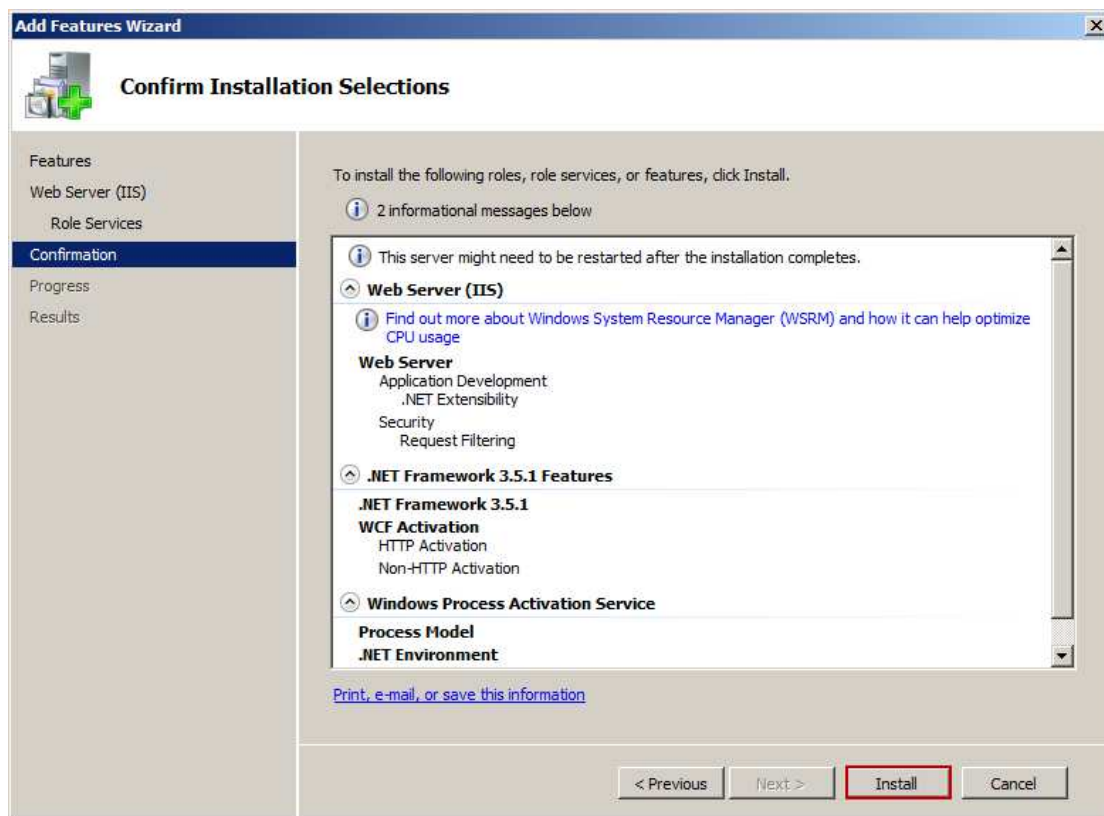 Add Features Wizard
Confirm Installation Selections
Features
Web Server (IIS)
Role Services
Confirmation
Progress
Results
To install the following roles, role services, or features, click Install.
2 informational messages below
This server might need to be restarted after the installation completes.
Web Server (IIS)
Find out more about Windows System Resource Manager (WSRM) and how it can help optimize
CPU usage
Web Server
Application Development
.NET Extensibility
Security
Request Filtering
.NET Framework 3.5.1 Features
.NET Framework 3.5.1
WCF Activation
HTTP Activation
Non-HTTP Activation
Windows Process Activation Service
Process Model
.NET Environment
Print, e-mail, or save this information
< Previous
Next >
Install
Cancel